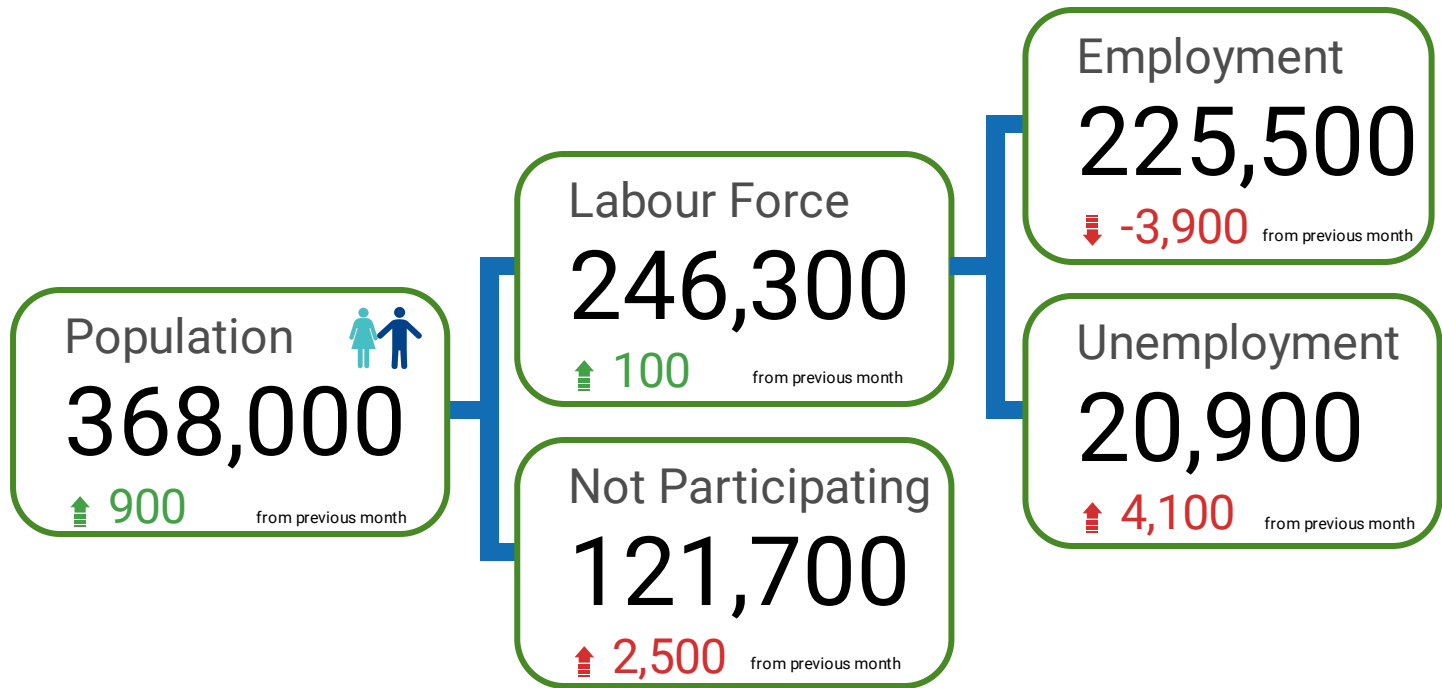 Population
368,000
900 from previous month
Labour Force
246,300
100 from previous month
Not Participating
121,700
2,500 from previous month
Employment
225,500
-3,900 from previous month
Unemployment
20,900
4,100 from previous month